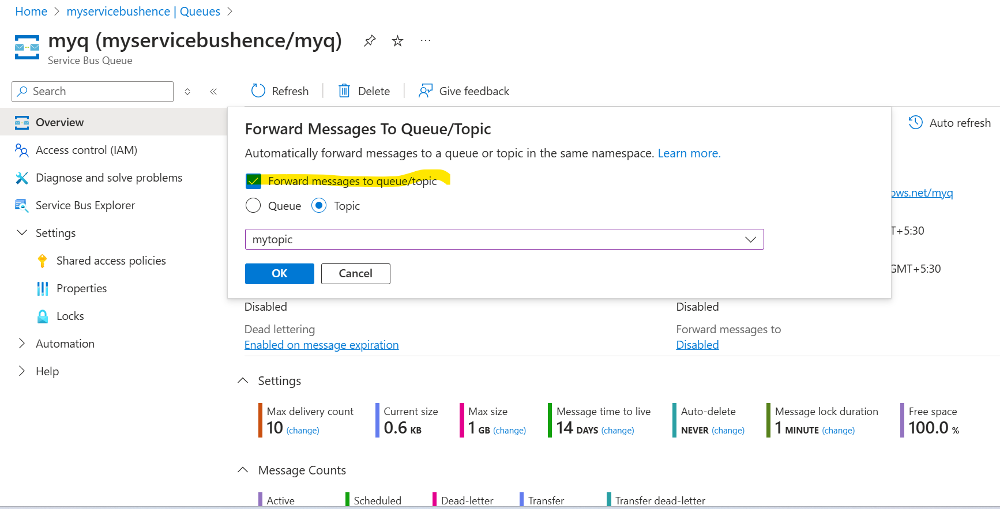 Home > myservicebushence | Queues >
myq (myservicebushence/myq)
Service Bus Queue
Search
Refresh
Delete
Give feedback
Overview
Access control (IAM)
Diagnose and solve problems
Service Bus Explorer
Settings
Shared access policies
Properties
Locks
Automation
Help
Forward Messages To Queue/Topic
Automatically forward messages to a queue or topic in the same namespace. Learn more.
Forward messages to queue/topic
Queue
Topic
mytopic
OK
Cancel
Auto refresh
ows.net/myq
T+5:30
GMT+5:30
Disabled
Disabled
Dead lettering
Enabled on message expiration
Forward messages to
Disabled
Settings
Max delivery count
10 (change)
Current size
0.6 KB
Max size
1 GB (change)
Message time to live
14 DAYS (change)
Auto-delete
NEVER (change)
Message lock duration
1 MINUTE (change)
Free space
100.0 %
Message Counts
Active
Scheduled
Dead-letter
Transfer
Transfer dead-letter